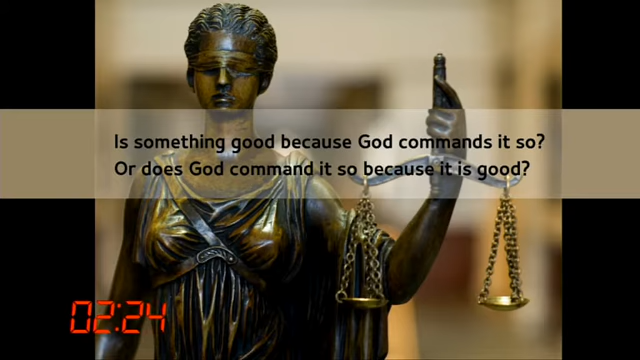 Is something good because God commands it so?
Or does God command it so because it is good?
02:24